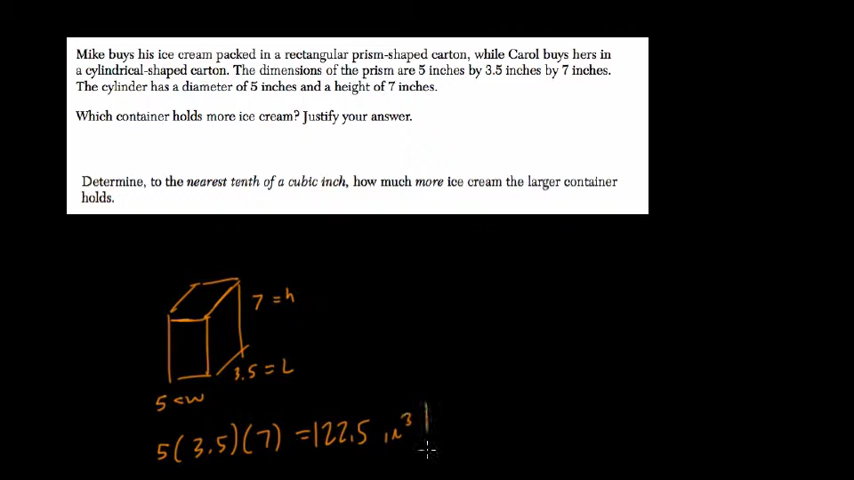 Mike buys his ice cream packed in a rectangular prism-shaped carton, while Carol buys hers in
a cylindrical-shaped carton. The dimensions of the prism are 5 inches by 3.5 inches by 7 inches.
The cylinder has a diameter of 5 inches and a height of 7 inches.
Which container holds more ice cream? Justify your answer.
Determine, to the nearest tenth of a cubic inch, how much more ice cream the larger container
holds.
7 = h
3.5 = L
5 = w
5(3.5)(7) = 122.5 in³